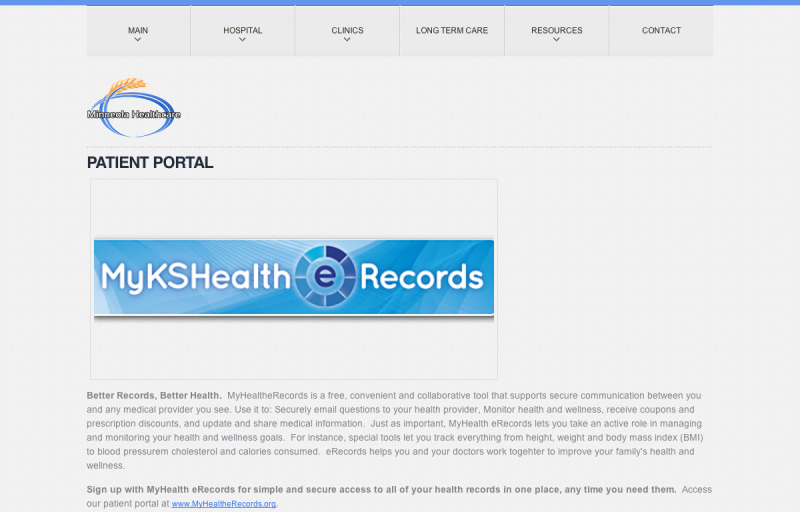 MAIN HOSPITAL CLINICS LONG TERM CARE RESOURCES CONTACT
Minneola Healthcare
PATIENT PORTAL
MyKSHealth e Records
Better Records, Better Health.  MyHealtheRecords is a free, convenient and collaborative tool that supports secure communication between you
and any medical provider you see. Use it to: Securely email questions to your health provider, Monitor health and wellness, receive coupons and
prescription discounts, and update and share medical information.  Just as important, MyHealth eRecords lets you take an active role in managing
and monitoring your health and wellness goals.  For instance, special tools let you track everything from height, weight and body mass index (BMI)
to blood pressurem cholesterol and calories consumed.  eRecords helps you and your doctors work togehter to improve your family's health and
wellness.
Sign up with MyHealth eRecords for simple and secure access to all of your health records in one place, any time you need them.  Access
our patient portal at www.MyHealtheRecords.org.